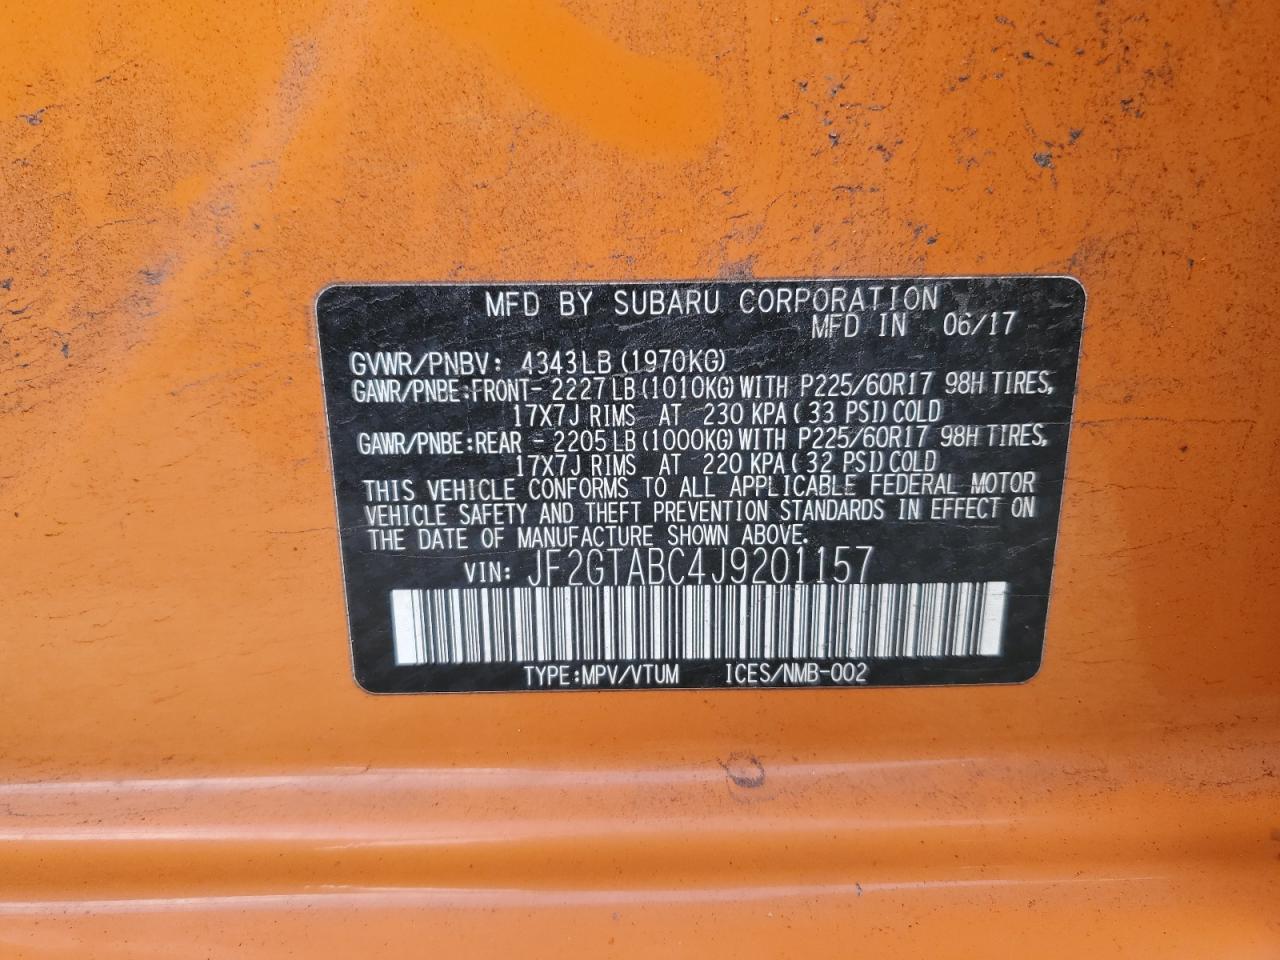 MFD BY SUBARU CORPORATION
MFD IN 06/17
GVWR/PNBV: 4343LB(1970KG)
GAWR/PNBE:FRONT- 2227LB(1010KG)WITH P225/60R17 98H TIRES,
17X7J RIMS AT 230 KPA( 33 PSI)COLD
GAWR/PNBE:REAR - 2205LB(1000KG)WITH P225/60R17 98H TIRES,
17X7J RIMS AT 220 KPA( 32 PSI)COLD
THIS VEHICLE CONFORMS TO ALL APPLICABLE FEDERAL MOTOR
VEHICLE SAFETY AND THEFT PREVENTION STANDARDS IN EFFECT ON
THE DATE OF MANUFACTURE SHOWN ABOVE.
VIN: JF2GTABC4J9201157
TYPE:MPV/VTUM ICES/NMB-002